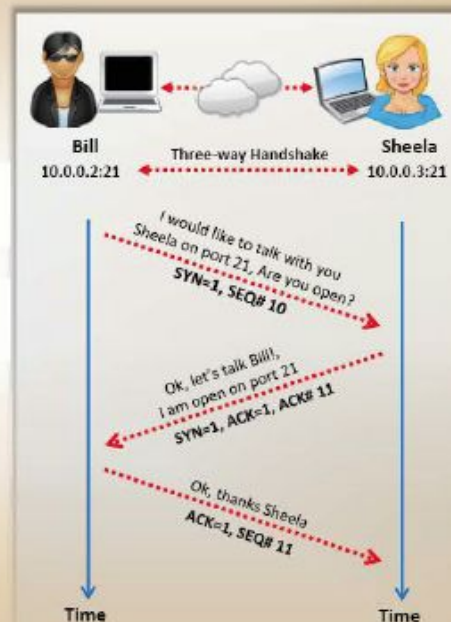 Bill
Sheela
10.0.0.2:21
Three-way Handshake
10.0.0.3:21
I would like to talk with you
Sheela on port 21, Are you open?
SYN=1, SEQ# 10
Ok, let's talk Bill!,
I am open on port 21
SYN=1, ACK=1, ACK# 11
Ok, thanks Sheela
ACK=1, SEQ# 11
Time
Time